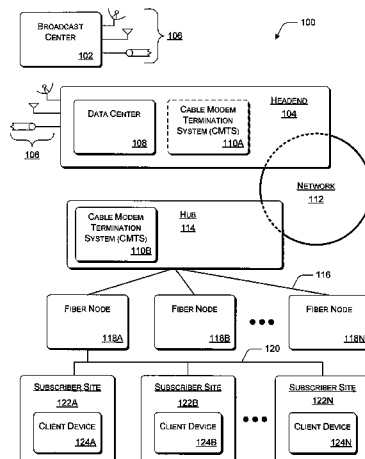 100
BROADCAST
CENTER
102
106
DATA CENTER
108
CABLE MODEM
TERMINATION
SYSTEM (CMTS)
110A
HEADEND
104
106
NETWORK
112
CABLE MODEM
TERMINATION
SYSTEM (CMTS)
110B
HUB
114
116
FIBER NODE
118A
FIBER NODE
118B
FIBER NODE
118N
120
SUBSCRIBER SITE
122A
CLIENT DEVICE
124A
SUBSCRIBER SITE
122B
CLIENT DEVICE
124B
SUBSCRIBER SITE
122N
CLIENT DEVICE
124N